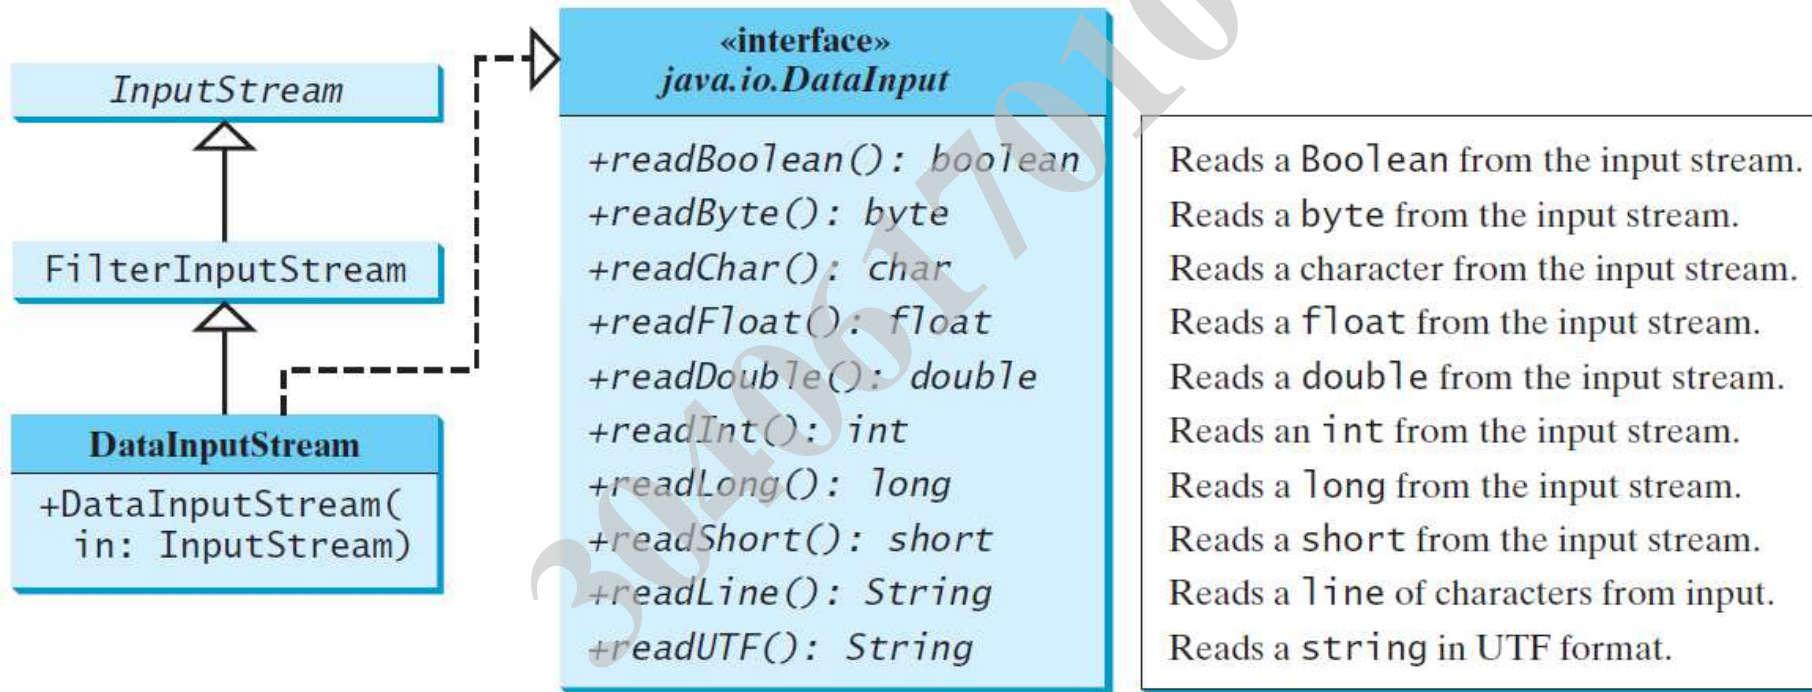 InputStream
FilterInputStream
DataInputStream
+DataInputStream(
in: InputStream)
«interface»
java.io.DataInput
+readBoolean(): boolean
+readByte(): byte
+readChar(): char
+readFloat(): float
+readDouble(): double
+readInt(): int
+readLong(): long
+readShort(): short
+readLine(): String
+readUTF(): String
Reads a Boolean from the input stream.
Reads a byte from the input stream.
Reads a character from the input stream.
Reads a float from the input stream.
Reads a double from the input stream.
Reads an int from the input stream.
Reads a long from the input stream.
Reads a short from the input stream.
Reads a line of characters from input.
Reads a string in UTF format.